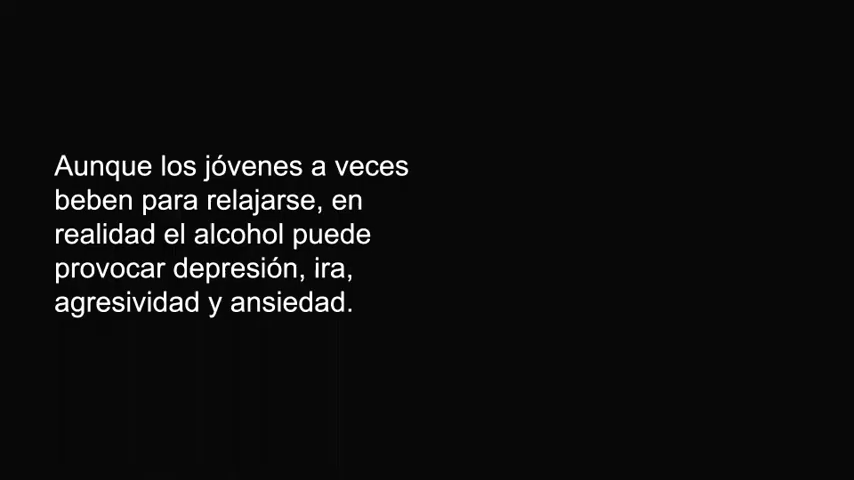 Aunque los jóvenes a veces
beben para relajarse, en
realidad el alcohol puede
provocar depresión, ira,
agresividad y ansiedad.